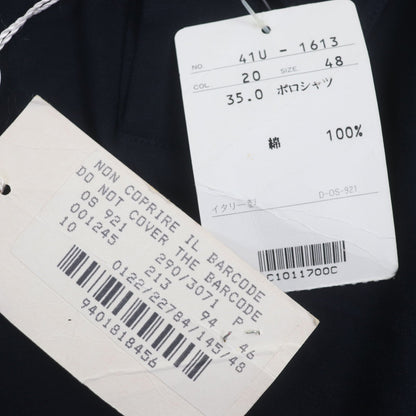 NO. 41U - 1613
COL. 20 SIZE 48
35.0 ポロシャツ
綿 100%
イタリー製 D-OS-921
C1011700C
NON COPRIRE IL BARCODE
DO NOT COVER THE BARCODE
OS 921 290/3071 P
001245 213 94 46
10 0122/22784/145/48
9401818456